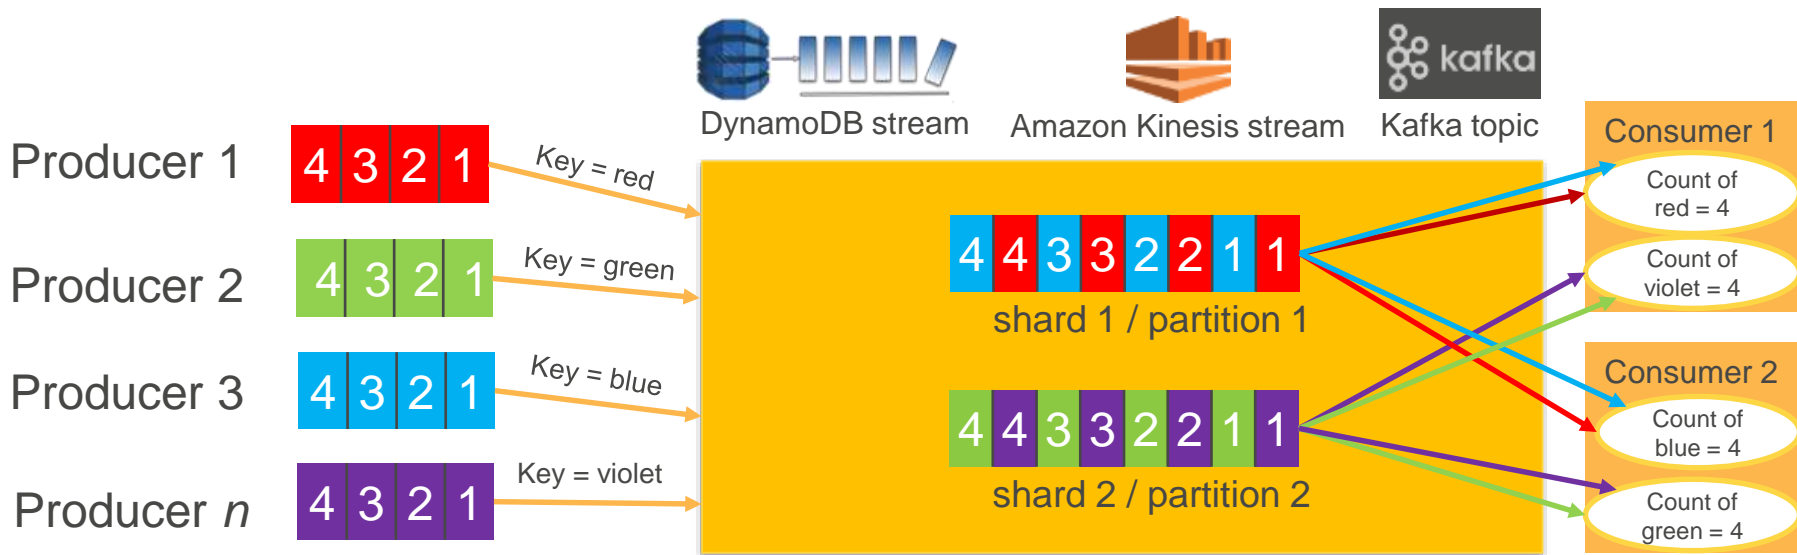 kafka
DynamoDB stream
Amazon Kinesis stream
Kafka topic
Producer 1
4 3 2 1
Key = red
Producer 2
4 3 2 1
Key = green
Producer 3
4 3 2 1
Key = blue
Producer n
4 3 2 1
Key = violet
4 4 3 3 2 2 1 1
shard 1 / partition 1
4 4 3 3 2 2 1 1
shard 2 / partition 2
Consumer 1
Count of
red = 4
Count of
violet = 4
Consumer 2
Count of
blue = 4
Count of
green = 4